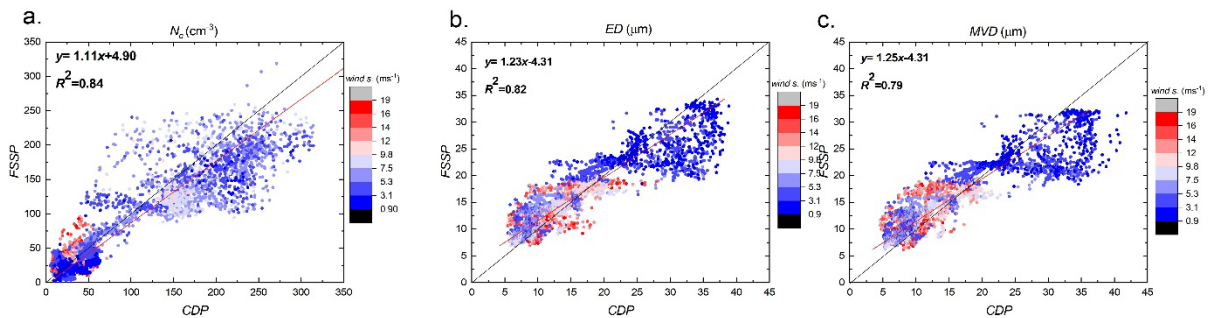 a.
N_c (cm⁻³)
y= 1.11x+4.90
R²=0.84
350
300
250
200
150
100
50
0
FSSP
0 50 100 150 200 250 300 350
CDP
wind s. (ms⁻¹)
19
16
14
12
9.8
7.5
5.3
3.1
0.90
b.
ED (μm)
y= 1.23x-4.31
R²=0.82
45
40
35
30
25
20
15
10
5
0
FSSP
0 5 10 15 20 25 30 35 40 45
CDP
wind s. (ms⁻¹)
19
16
14
12
9.8
7.5
5.3
3.1
0.9
c.
MVD (μm)
y= 1.25x-4.31
R²=0.79
45
40
35
30
25
20
15
10
5
0
FSSP
0 5 10 15 20 25 30 35 40 45
CDP
wind s. (ms⁻¹)
19
16
14
12
9.8
7.5
5.3
3.1
0.9